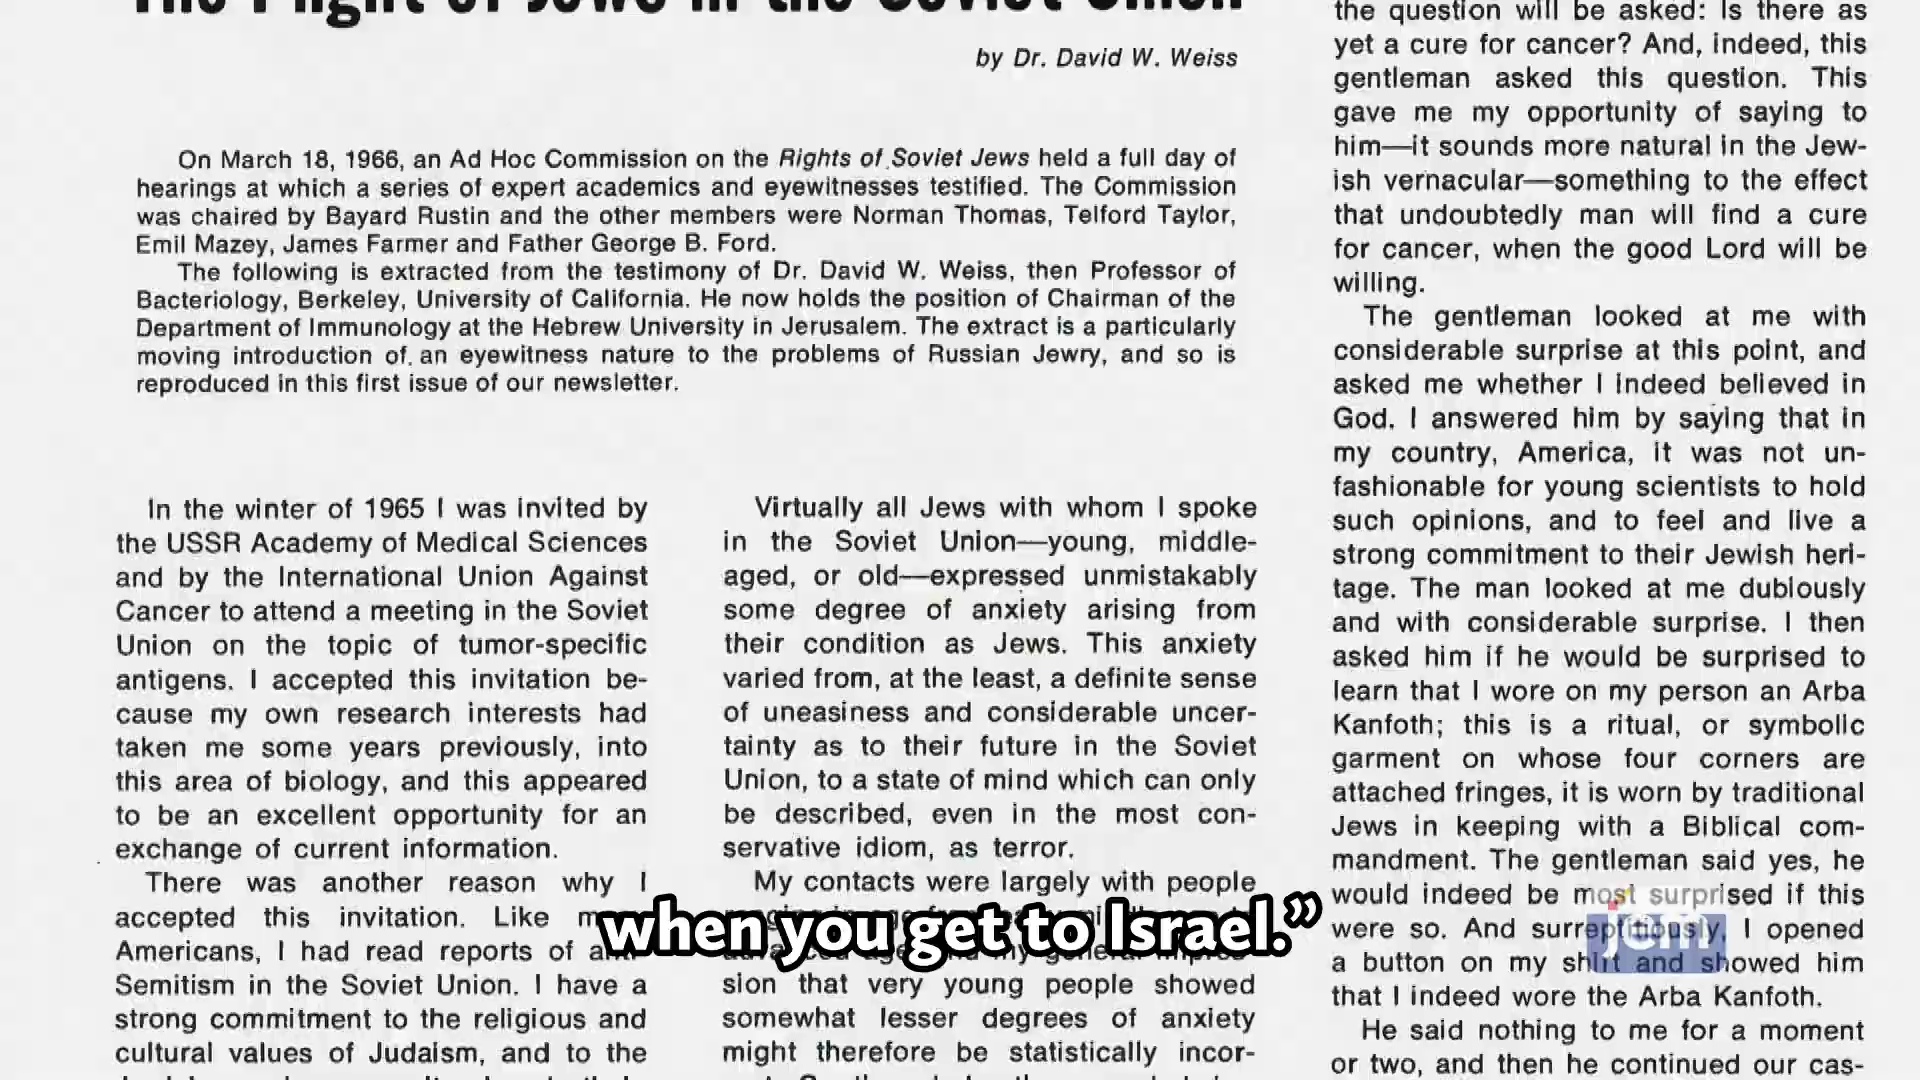 The Plight of Jews in the Soviet Union
by Dr. David W. Weiss
On March 18, 1966, an Ad Hoc Commission on the Rights of Soviet Jews held a full day of
hearings at which a series of expert academics and eyewitnesses testified. The Commission
was chaired by Bayard Rustin and the other members were Norman Thomas, Telford Taylor,
Emil Mazey, James Farmer and Father George B. Ford.
The following is extracted from the testimony of Dr. David W. Weiss, then Professor of
Bacteriology, Berkeley, University of California. He now holds the position of Chairman of the
Department of Immunology at the Hebrew University in Jerusalem. The extract is a particularly
moving introduction of an eyewitness nature to the problems of Russian Jewry, and so is
reproduced in this first issue of our newsletter.
In the winter of 1965 I was invited by
the USSR Academy of Medical Sciences
and by the International Union Against
Cancer to attend a meeting in the Soviet
Union on the topic of tumor-specific
antigens. I accepted this invitation be-
cause my own research interests had
taken me some years previously, into
this area of biology, and this appeared
to be an excellent opportunity for an
exchange of current information.
There was another reason why I
accepted this invitation. Like
Americans, I had read reports of
Semitism in the Soviet Union. I have a
strong commitment to the religious and
cultural values of Judaism, and to the
Virtually all Jews with whom I spoke
in the Soviet Union—young, middle-
aged, or old—expressed unmistakably
some degree of anxiety arising from
their condition as Jews. This anxiety
varied from, at the least, a definite sense
of uneasiness and considerable uncer-
tainty as to their future in the Soviet
Union, to a state of mind which can only
be described, even in the most con-
servative idiom, as terror.
My contacts were largely with people
sion that very young people showed
somewhat lesser degrees of anxiety
might therefore be statistically incor-
the question will be asked: Is there as
yet a cure for cancer? And, indeed, this
gentleman asked this question. This
gave me my opportunity of saying to
him—it sounds more natural in the Jew-
ish vernacular—something to the effect
that undoubtedly man will find a cure
for cancer, when the good Lord will be
willing.
The gentleman looked at me with
considerable surprise at this point, and
asked me whether I indeed believed in
God. I answered him by saying that in
my country, America, it was not un-
fashionable for young scientists to hold
such opinions, and to feel and live a
strong commitment to their Jewish heri-
tage. The man looked at me dubiously
and with considerable surprise. I then
asked him if he would be surprised to
learn that I wore on my person an Arba
Kanfoth; this is a ritual, or symbolic
garment on whose four corners are
attached fringes, it is worn by traditional
Jews in keeping with a Biblical com-
mandment. The gentleman said yes, he
would indeed be most surprised if this
were so. And surreptitiously, I opened
a button on my shirt and showed him
that I indeed wore the Arba Kanfoth.
He said nothing to me for a moment
or two, and then he continued our cas-
when you get to Israel.”
jem